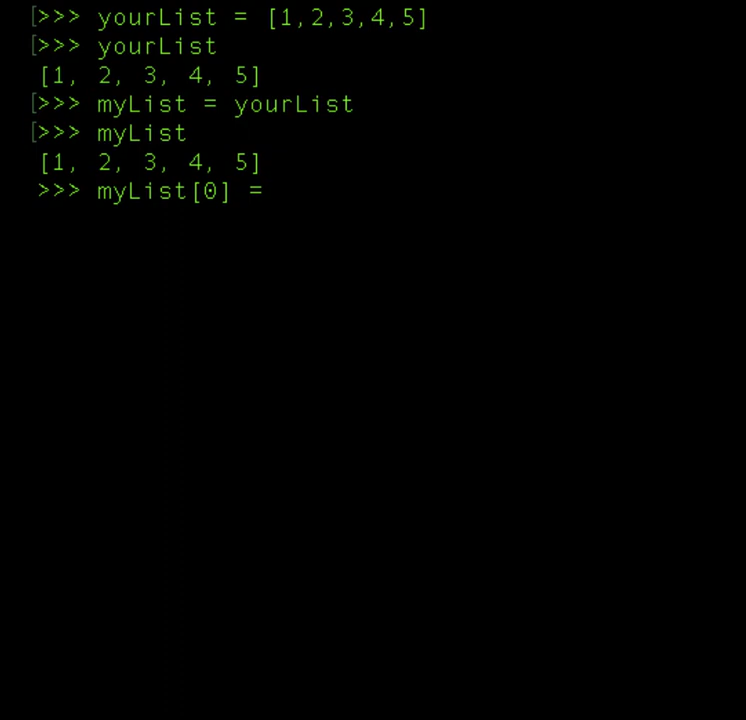 [>>> yourList = [1,2,3,4,5]
[>>> yourList
[1, 2, 3, 4, 5]
[>>> myList = yourList
[>>> myList
[1, 2, 3, 4, 5]
>>> myList[0] =